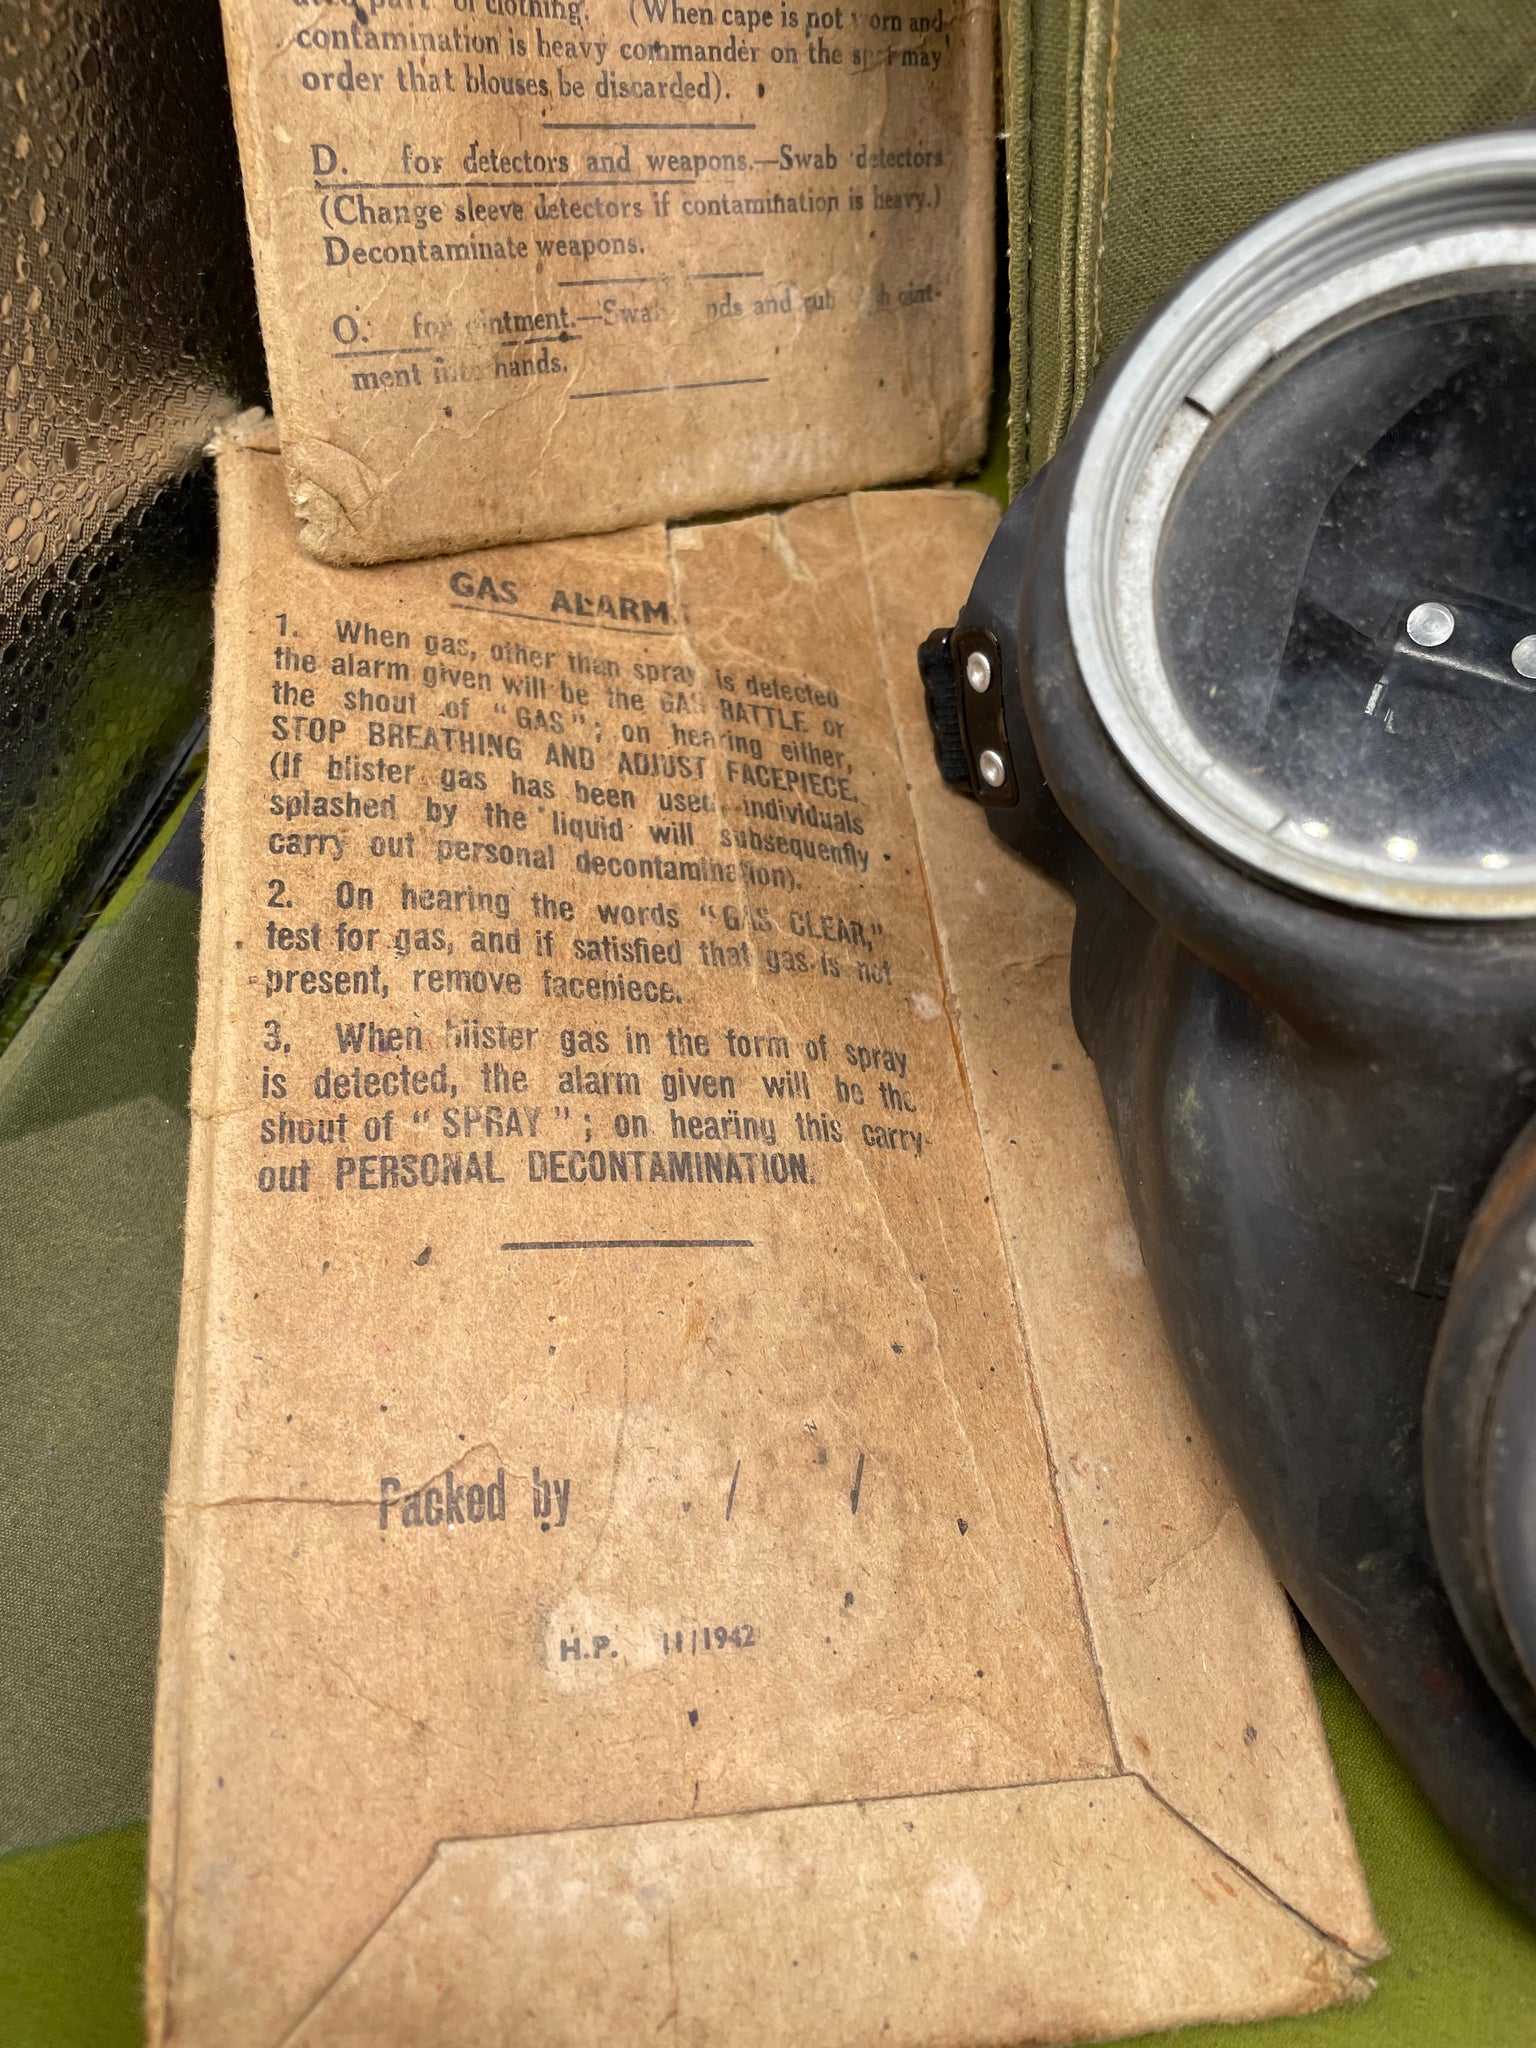 part of clothing. (When cape is not worn and
contamination is heavy commander on the spot may
order that blouses be discarded).
D. for detectors and weapons.—Swab detectors
(Change sleeve detectors if contamination is heavy.)
Decontaminate weapons.
O. for ointment.—Swab and rub oint-
ment into hands.
GAS ALARMS
1. When gas, other than spray is detected
the alarm given will be the GAS RATTLE or
the shout of "GAS"; on hearing either,
STOP BREATHING AND ADJUST FACEPIECE.
(If blister gas has been used individuals
splashed by the liquid will subsequently
carry out personal decontamination).
2. On hearing the words "GAS CLEAR,"
test for gas, and if satisfied that gas is not
present, remove facepiece.
3. When blister gas in the form of spray
is detected, the alarm given will be the
shout of "SPRAY"; on hearing this carry
out PERSONAL DECONTAMINATION.
Packed by / /
H.P. 11/1942